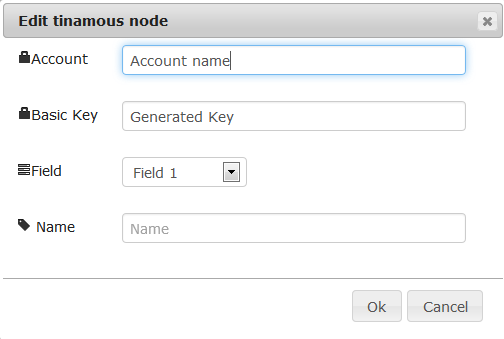 Edit tinamous node
Account Account name
Basic Key Generated Key
Field Field 1
Name Name
Ok Cancel